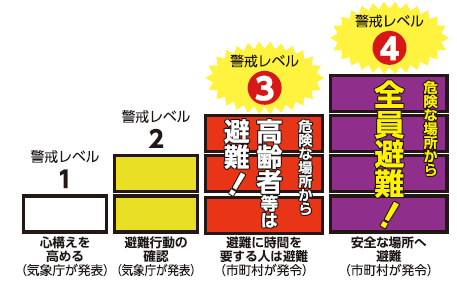 警戒レベル
1
心構えを
高める
（気象庁が発表）
警戒レベル
2
避難行動の
確認
（気象庁が発表）
警戒レベル
3
危険な場所から
高齢者等は
避難！
避難に時間を
要する人は避難
（市町村が発令）
警戒レベル
4
危険な場所から
全員避難！
安全な場所へ
避難
（市町村が発令）